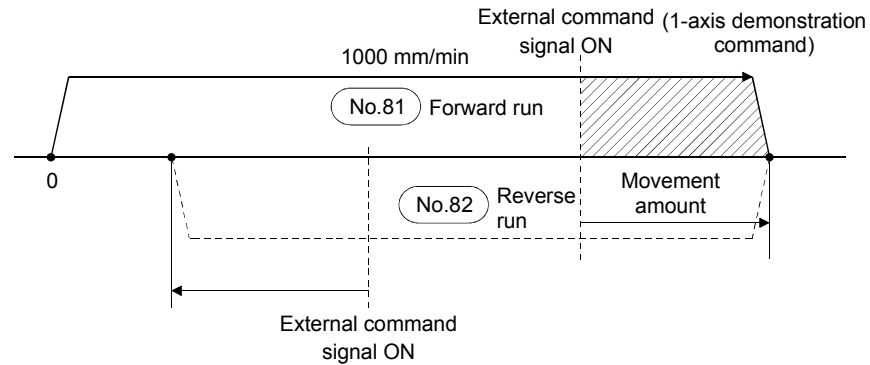 External command
signal ON
(1-axis demonstration
command)
1000 mm/min
No.81 Forward run
0
No.82 Reverse
run
Movement
amount
External command
signal ON